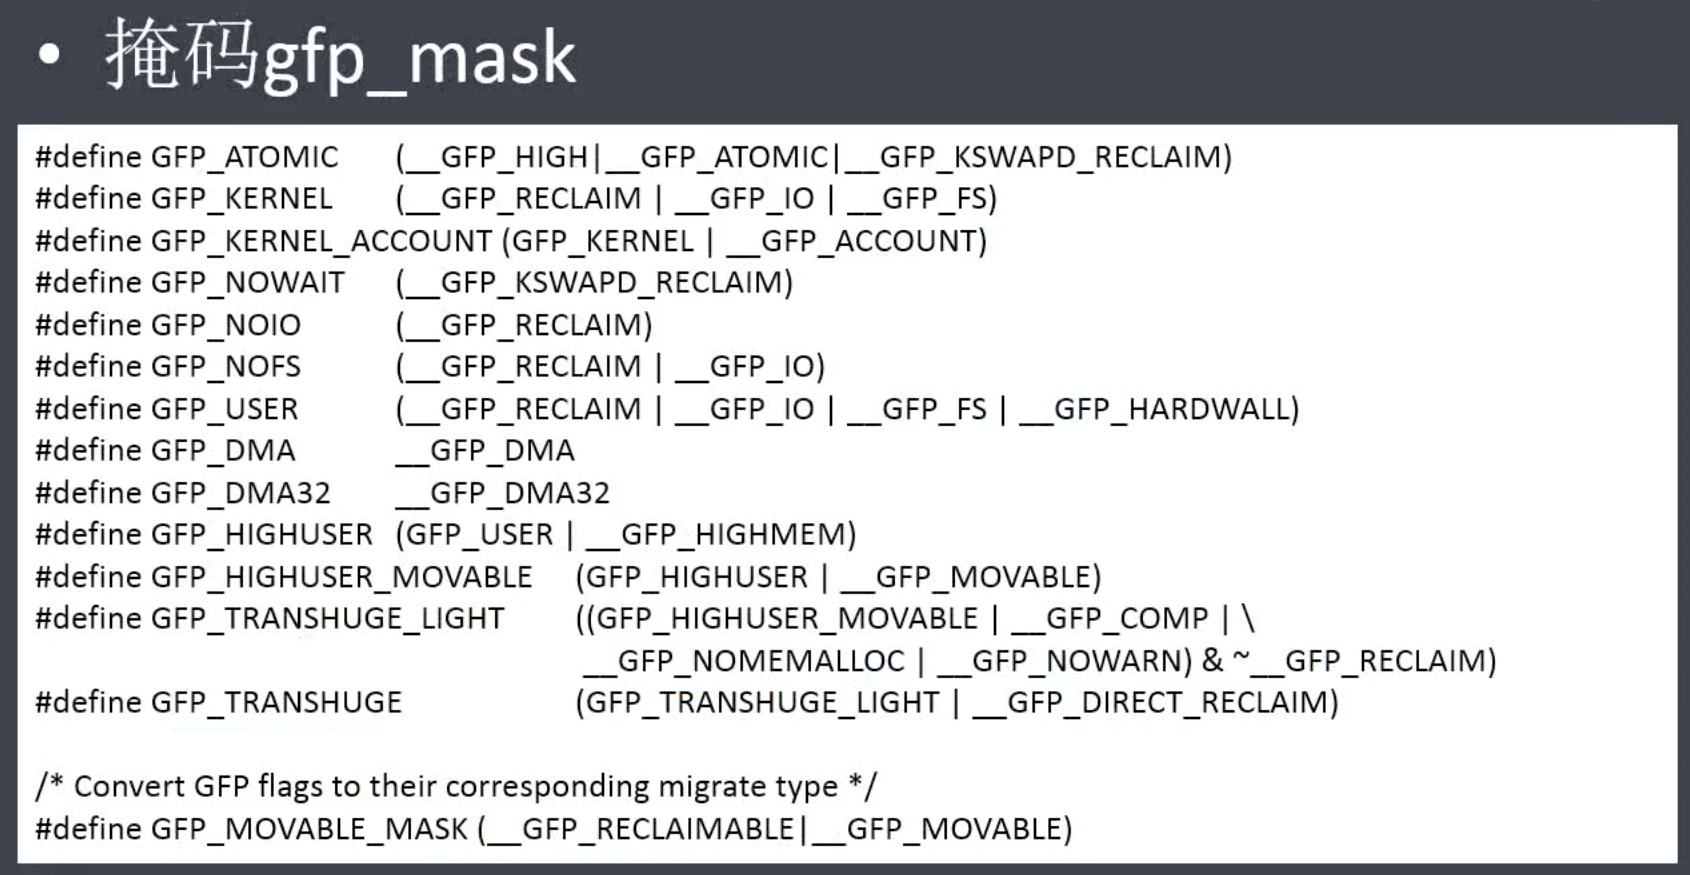 • 掩码gfp_mask
#define GFP_ATOMIC (__GFP_HIGH|__GFP_ATOMIC|__GFP_KSWAPD_RECLAIM)
#define GFP_KERNEL (__GFP_RECLAIM | __GFP_IO | __GFP_FS)
#define GFP_KERNEL_ACCOUNT (GFP_KERNEL | __GFP_ACCOUNT)
#define GFP_NOWAIT (__GFP_KSWAPD_RECLAIM)
#define GFP_NOIO (__GFP_RECLAIM)
#define GFP_NOFS (__GFP_RECLAIM | __GFP_IO)
#define GFP_USER (__GFP_RECLAIM | __GFP_IO | __GFP_FS | __GFP_HARDWALL)
#define GFP_DMA __GFP_DMA
#define GFP_DMA32 __GFP_DMA32
#define GFP_HIGHUSER (GFP_USER | __GFP_HIGHMEM)
#define GFP_HIGHUSER_MOVABLE (GFP_HIGHUSER | __GFP_MOVABLE)
#define GFP_TRANSHUGE_LIGHT ((GFP_HIGHUSER_MOVABLE | __GFP_COMP | \
__GFP_NOMEMALLOC | __GFP_NOWARN) & ~__GFP_RECLAIM)
#define GFP_TRANSHUGE (GFP_TRANSHUGE_LIGHT | __GFP_DIRECT_RECLAIM)
/* Convert GFP flags to their corresponding migrate type */
#define GFP_MOVABLE_MASK (__GFP_RECLAIMABLE|__GFP_MOVABLE)